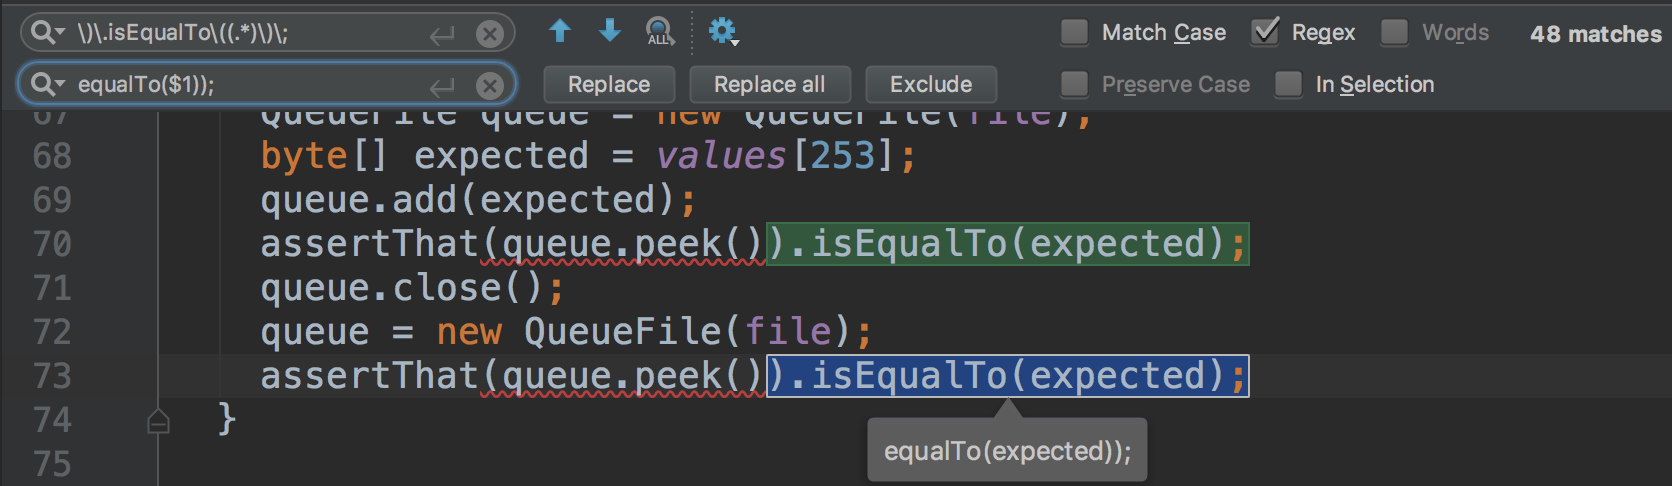 \)\.isEqualTo\((.*)\)\; Match Case Regex Words 48 matches
equalTo($1)); Replace Replace all Exclude Preserve Case In Selection
67 QueueFile queue = new QueueFile(file);
68 byte[] expected = values[253];
69 queue.add(expected);
70 assertThat(queue.peek()).isEqualTo(expected);
71 queue.close();
72 queue = new QueueFile(file);
73 assertThat(queue.peek()).isEqualTo(expected);
74 }
equalTo(expected));
75